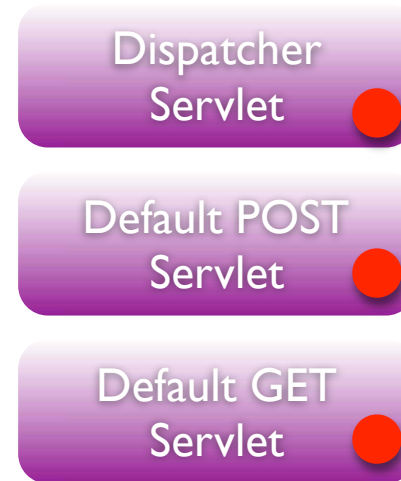 Dispatcher
Servlet
Default POST
Servlet
Default GET
Servlet